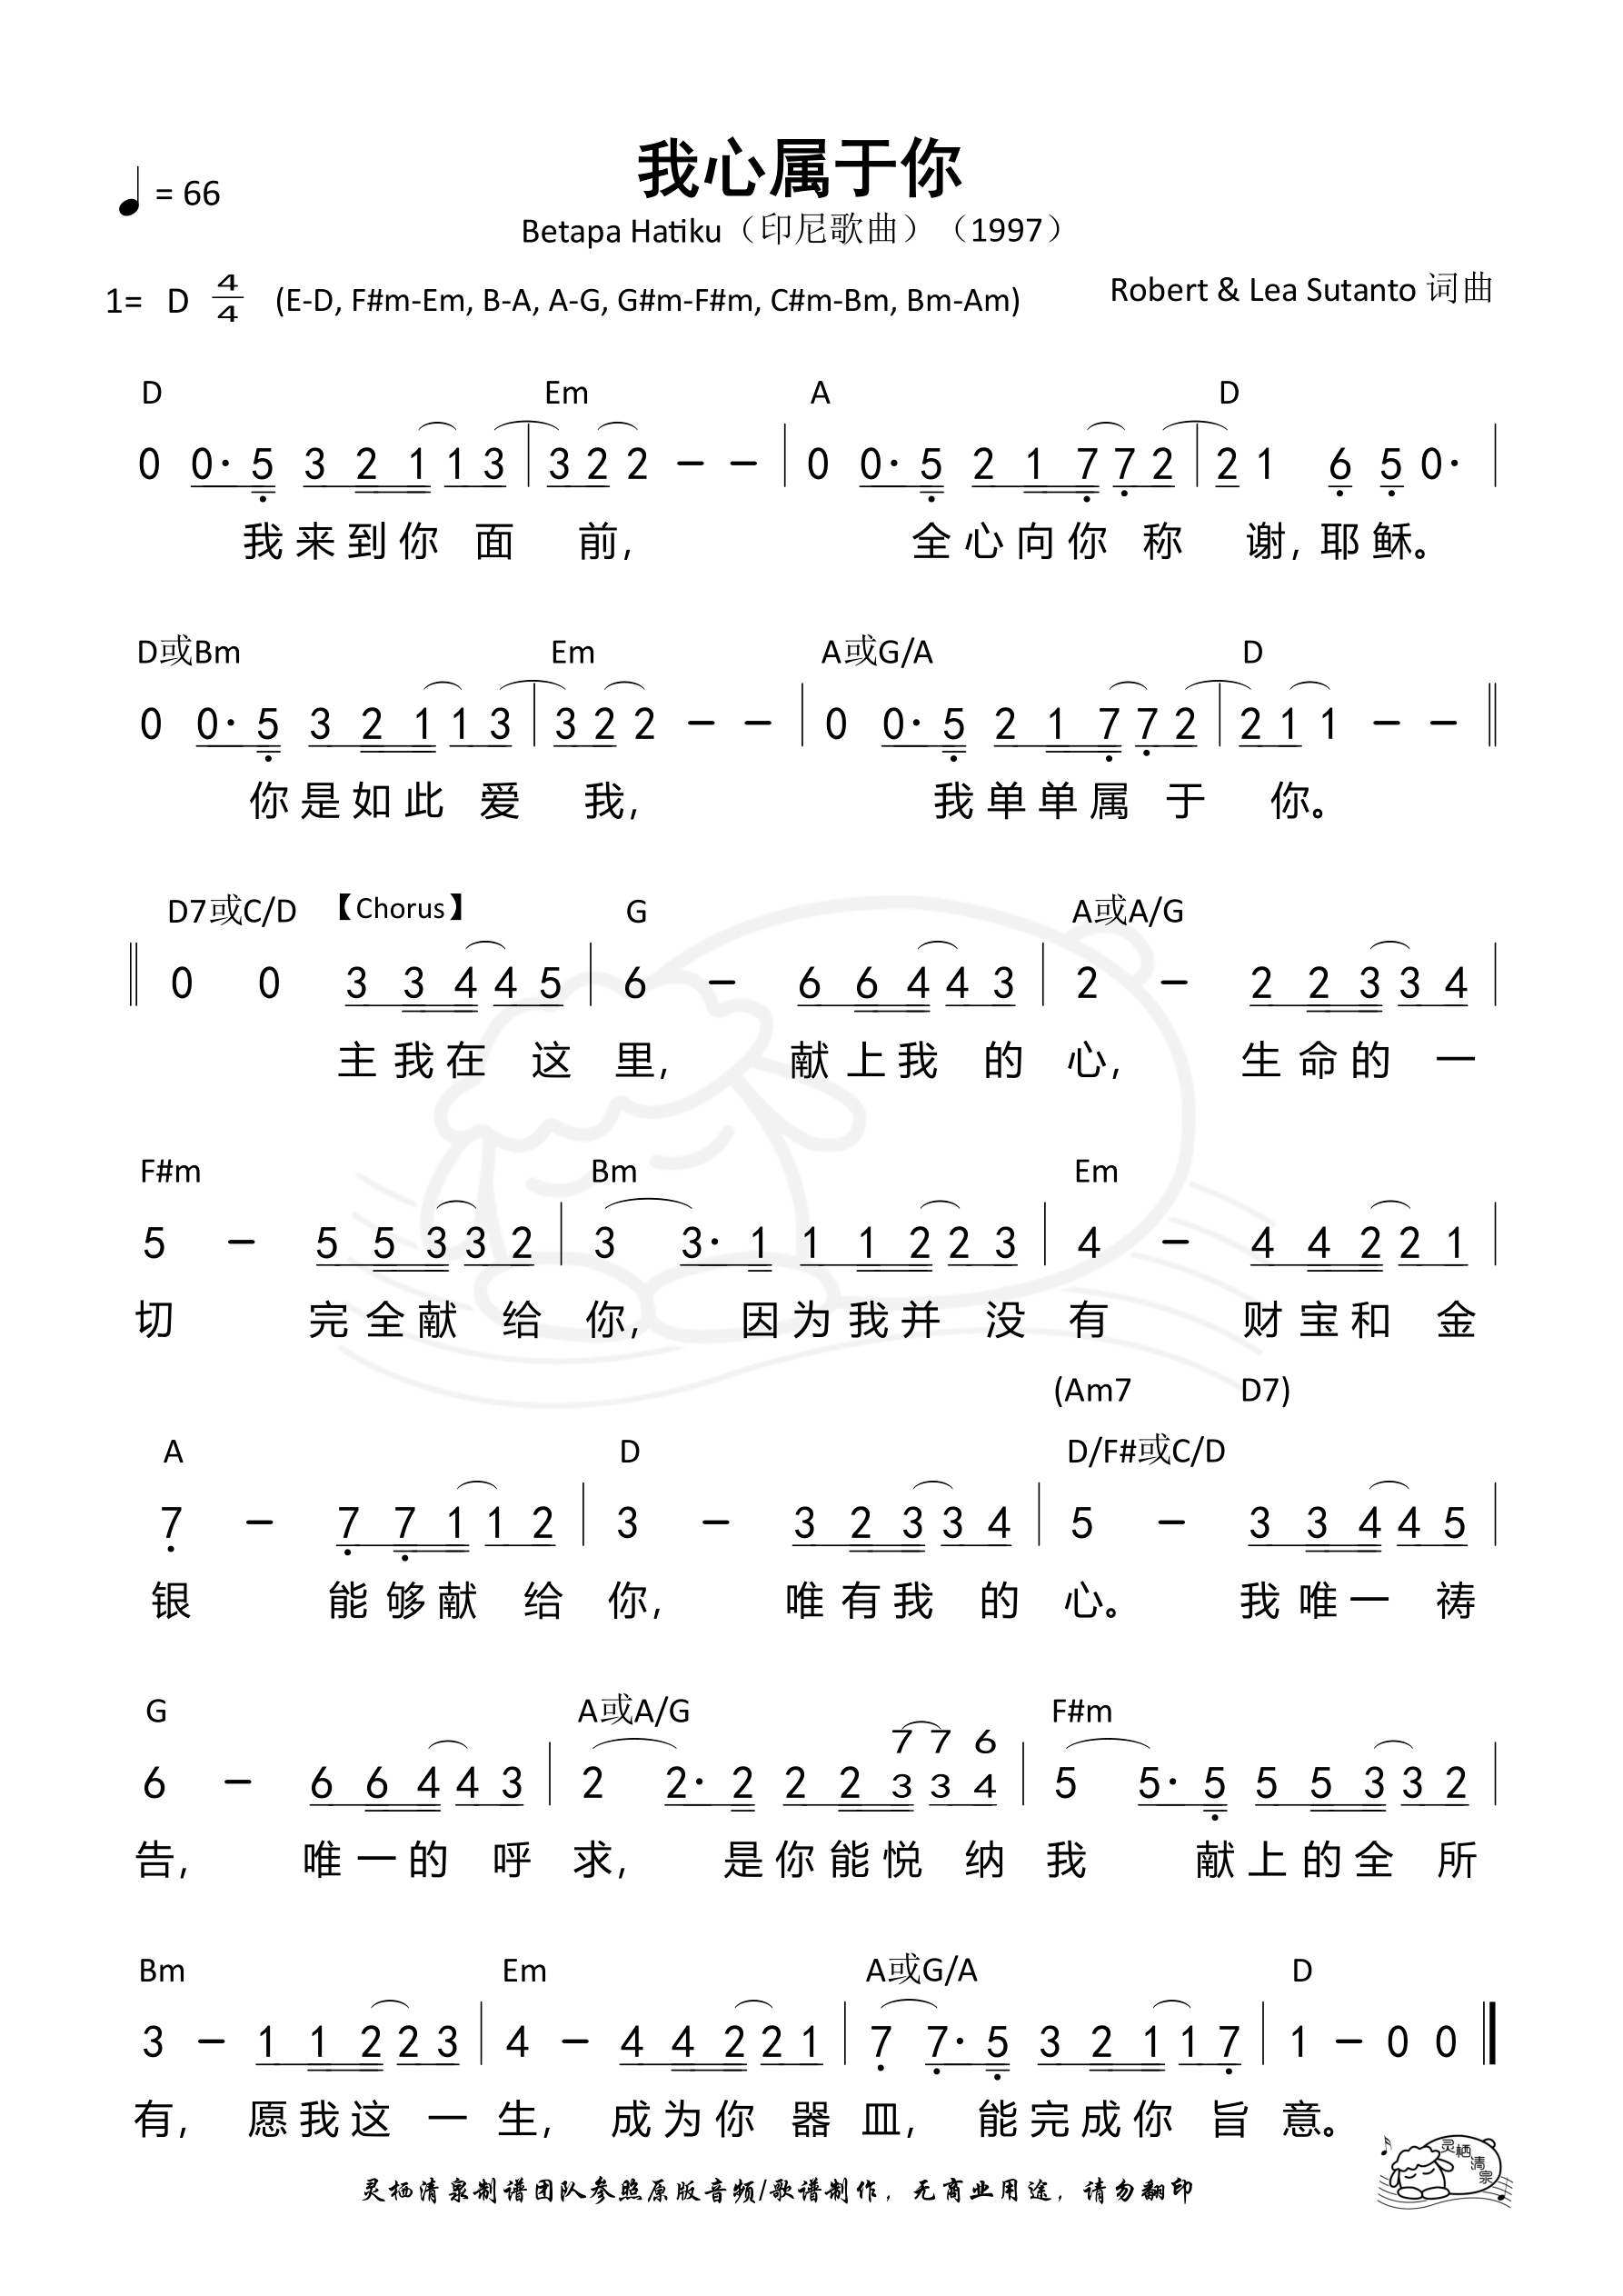 我心属于你
♩ = 66
Betapa Hatiku（印尼歌曲）（1997）
1= D 4/4 (E-D, F#m-Em, B-A, A-G, G#m-F#m, C#m-Bm, Bm-Am)
Robert & Lea Sutanto 词曲
D Em A D
0 0· 5 3 2 1 1 3 | 3 2 2 – – | 0 0· 5 2 1 7 7 2 | 2 1 6 5 0· |
我来到你 面 前, 全心向你 称 谢, 耶稣。
D或Bm Em A或G/A D
0 0· 5 3 2 1 1 3 | 3 2 2 – – | 0 0· 5 2 1 7 7 2 | 2 1 1 – – ||
你是如此 爱 我, 我单单属 于 你。
D7或C/D 【Chorus】 G A或A/G
|| 0 0 3 3 4 4 5 | 6 – 6 6 4 4 3 | 2 – 2 2 3 3 4 |
主我在 这 里, 献上我 的 心, 生命的 一
F#m Bm Em
5 – 5 5 3 3 2 | 3 3· 1 1 1 2 2 3 | 4 – 4 4 2 2 1 |
切 完全献 给 你, 因为我并 没 有 财宝和 金
(Am7 D7)
A D D/F#或C/D
7 – 7 7 1 1 2 | 3 – 3 2 3 3 4 | 5 – 3 3 4 4 5 |
银 能够献 给 你, 唯有我 的 心。 我唯一 祷
G A或A/G F#m
7 7 6
6 – 6 6 4 4 3 | 2 2· 2 2 2 3 3 4 | 5 5· 5 5 5 3 3 2 |
告, 唯一的 呼 求, 是你能悦 纳 我 献上的全 所
Bm Em A或G/A D
3 – 1 1 2 2 3 | 4 – 4 4 2 2 1 | 7 7· 5 3 2 1 1 7 | 1 – 0 0 ||
有, 愿我这 一 生, 成为你 器 皿, 能完成你 旨 意。
灵栖清泉制谱团队参照原版音频/歌谱制作，无商业用途，请勿翻印
灵栖清泉